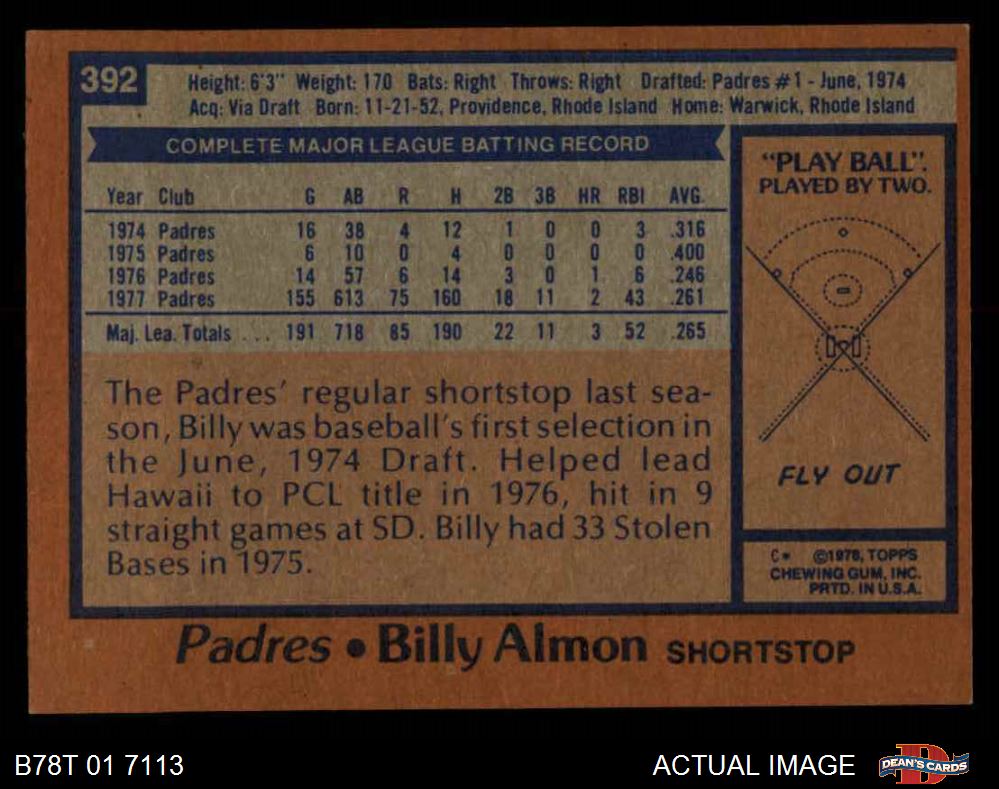 392
Height: 6'3" Weight: 170 Bats: Right Throws: Right Drafted: Padres #1 - June, 1974
Acq: Via Draft Born: 11-21-52, Providence, Rhode Island Home: Warwick, Rhode Island
COMPLETE MAJOR LEAGUE BATTING RECORD
Year Club G AB R H 2B 3B HR RBI AVG.
1974 Padres 16 38 4 12 1 0 0 3 .316
1975 Padres 6 10 0 4 0 0 0 0 .400
1976 Padres 14 57 6 14 3 0 1 6 .246
1977 Padres 155 613 75 160 18 11 2 43 .261
Maj. Lea. Totals ... 191 718 85 190 22 11 3 52 .265
The Padres' regular shortstop last sea-
son, Billy was baseball's first selection in
the June, 1974 Draft. Helped lead
Hawaii to PCL title in 1976, hit in 9
straight games at SD. Billy had 33 Stolen
Bases in 1975.
"PLAY BALL".
PLAYED BY TWO.
FLY OUT
C* ©1978, TOPPS
CHEWING GUM, INC.
PRTD. IN U.S.A.
Padres • Billy Almon SHORTSTOP
B78T 01 7113
ACTUAL IMAGE
D
DEAN'S CARDS